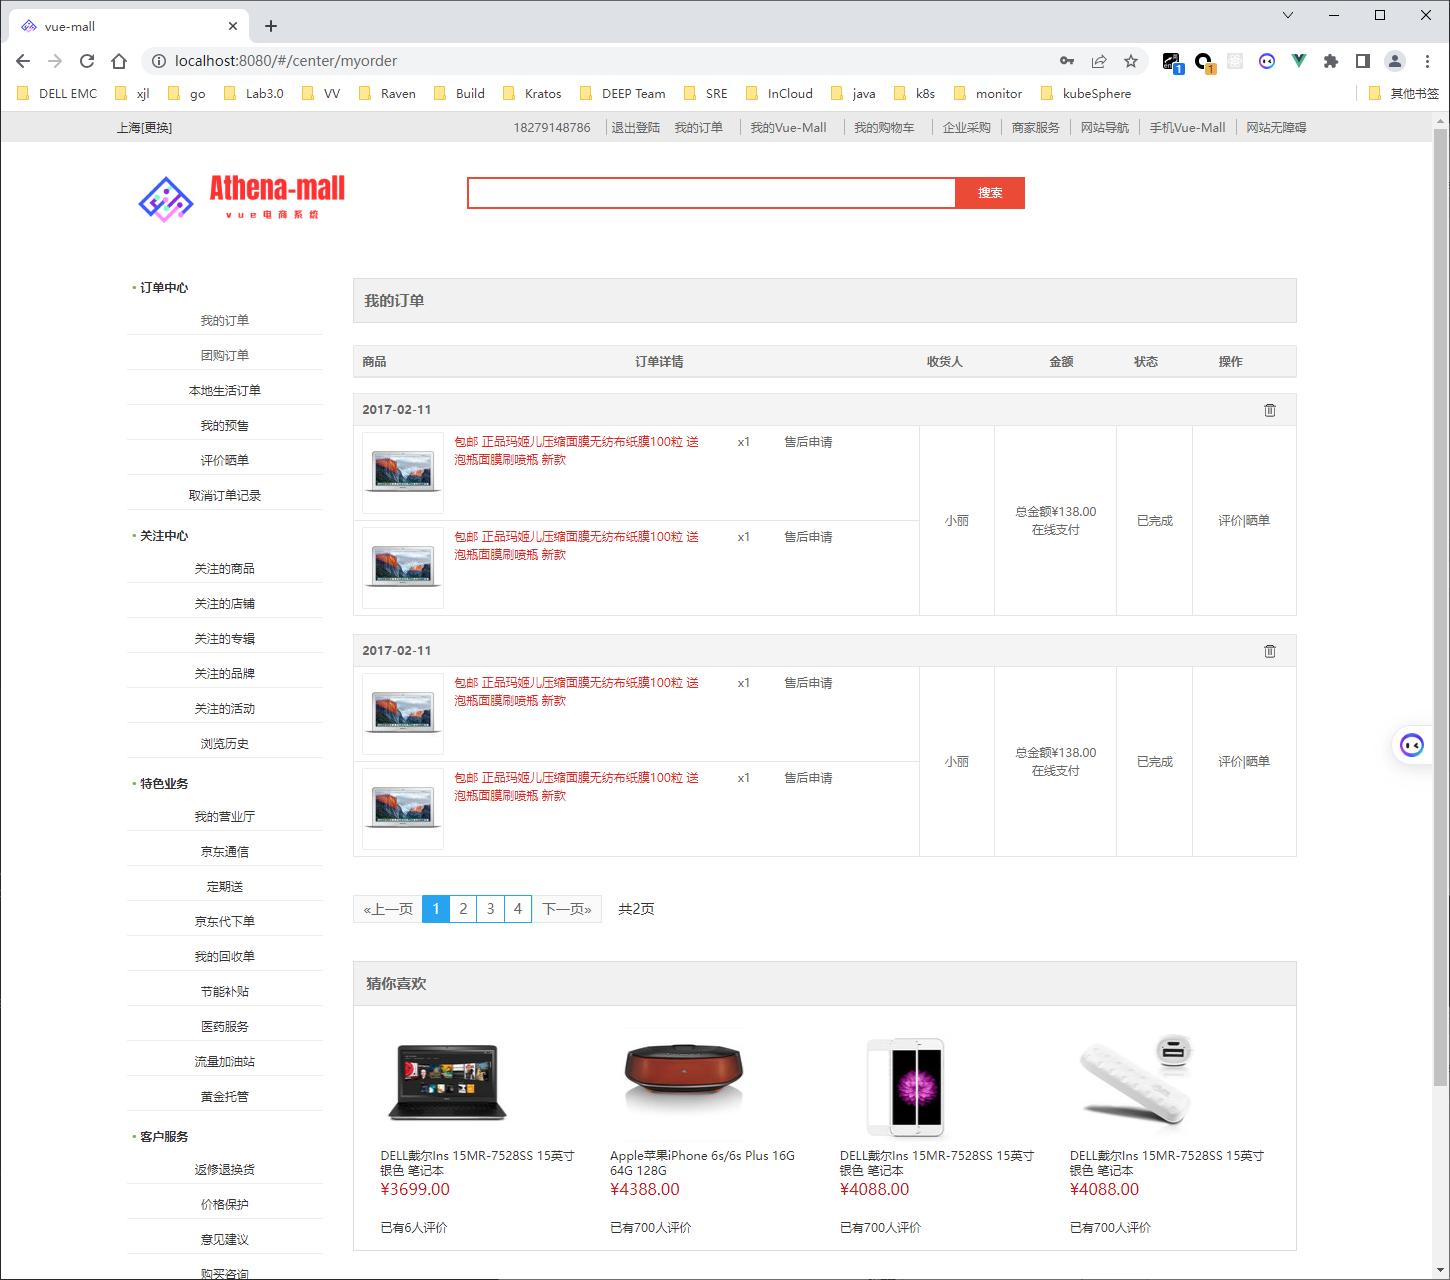 vue-mall
localhost:8080/#/center/myorder
DELL EMC xjl go Lab3.0 VV Raven Build Kratos DEEP Team SRE InCloud java k8s monitor kubeSphere 其他书签
上海[更换] 18279148786 退出登陆 我的订单 我的Vue-Mall 我的购物车 企业采购 商家服务 网站导航 手机Vue-Mall 网站无障碍
Athena-mall
vue电商系统
搜索
· 订单中心
我的订单
团购订单
本地生活订单
我的预售
评价晒单
取消订单记录
· 关注中心
关注的商品
关注的店铺
关注的专辑
关注的品牌
关注的活动
浏览历史
· 特色业务
我的营业厅
京东通信
定期送
京东代下单
我的回收单
节能补贴
医药服务
流量加油站
黄金托管
· 客户服务
返修退换货
价格保护
意见建议
购买咨询
我的订单
商品 订单详情 收货人 金额 状态 操作
2017-02-11
包邮 正品玛姬儿压缩面膜无纺布纸膜100粒 送 x1 售后申请
泡瓶面膜刷喷瓶 新款
包邮 正品玛姬儿压缩面膜无纺布纸膜100粒 送 x1 售后申请
泡瓶面膜刷喷瓶 新款
小丽
总金额¥138.00
在线支付
已完成
评价|晒单
2017-02-11
包邮 正品玛姬儿压缩面膜无纺布纸膜100粒 送 x1 售后申请
泡瓶面膜刷喷瓶 新款
包邮 正品玛姬儿压缩面膜无纺布纸膜100粒 送 x1 售后申请
泡瓶面膜刷喷瓶 新款
小丽
总金额¥138.00
在线支付
已完成
评价|晒单
«上一页 1 2 3 4 下一页» 共2页
猜你喜欢
DELL戴尔Ins 15MR-7528SS 15英寸
银色 笔记本
¥3699.00
已有6人评价
Apple苹果iPhone 6s/6s Plus 16G
64G 128G
¥4388.00
已有700人评价
DELL戴尔Ins 15MR-7528SS 15英寸
银色 笔记本
¥4088.00
已有700人评价
DELL戴尔Ins 15MR-7528SS 15英寸
银色 笔记本
¥4088.00
已有700人评价